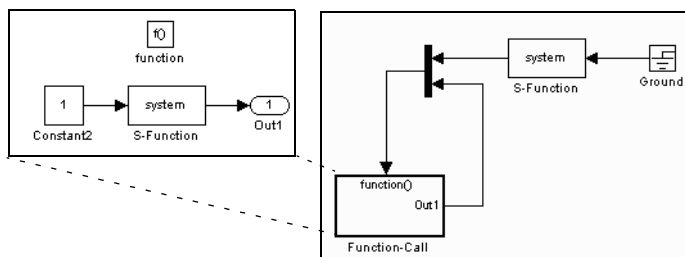 f()
function
1
system
1
Constant2
S-Function
Out1
system
S-Function
Ground
function()
Out1
Function-Call